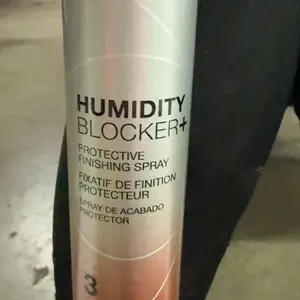 HUMIDITY
BLOCKER+
PROTECTIVE
FINISHING SPRAY
FIXATIF DE FINITION
PROTECTEUR
SPRAY DE ACABADO
PROTECTOR
3